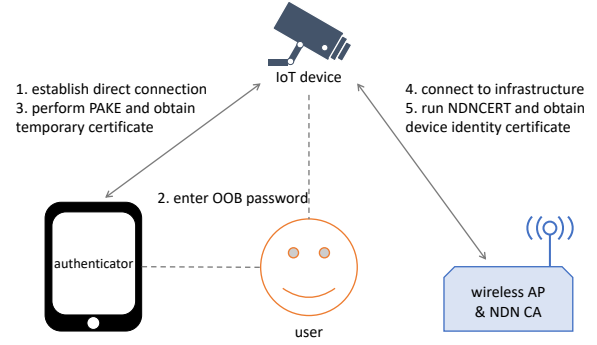 IoT device
1. establish direct connection
3. perform PAKE and obtain
temporary certificate
4. connect to infrastructure
5. run NDNCERT and obtain
device identity certificate
2. enter OOB password
authenticator
user
wireless AP
& NDN CA